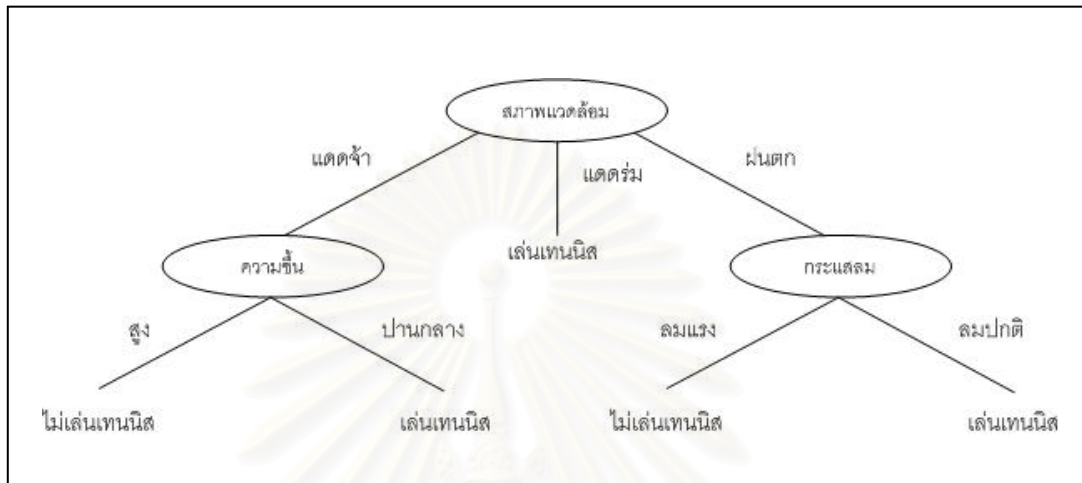 สภาพแวดล้อม
แดดจ้า
แดดร่ม
ฝนตก
เล่นเทนนิส
ความชื้น
กระแสลม
สูง
ปานกลาง
ลมแรง
ลมปกติ
ไม่เล่นเทนนิส
เล่นเทนนิส
ไม่เล่นเทนนิส
เล่นเทนนิส